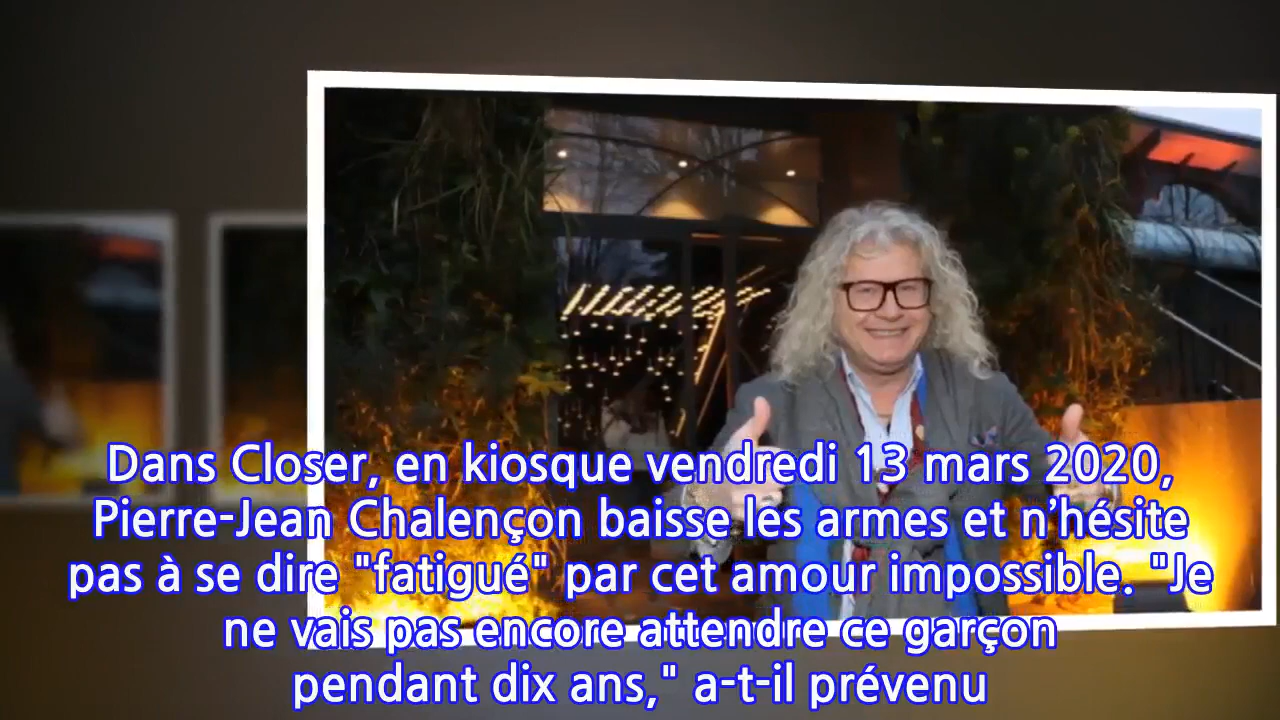 Dans Closer, en kiosque vendredi 13 mars 2020,
Pierre-Jean Chalençon baisse les armes et n’hésite
pas à se dire "fatigué" par cet amour impossible. "Je
ne vais pas encore attendre ce garçon
pendant dix ans," a-t-il prévenu